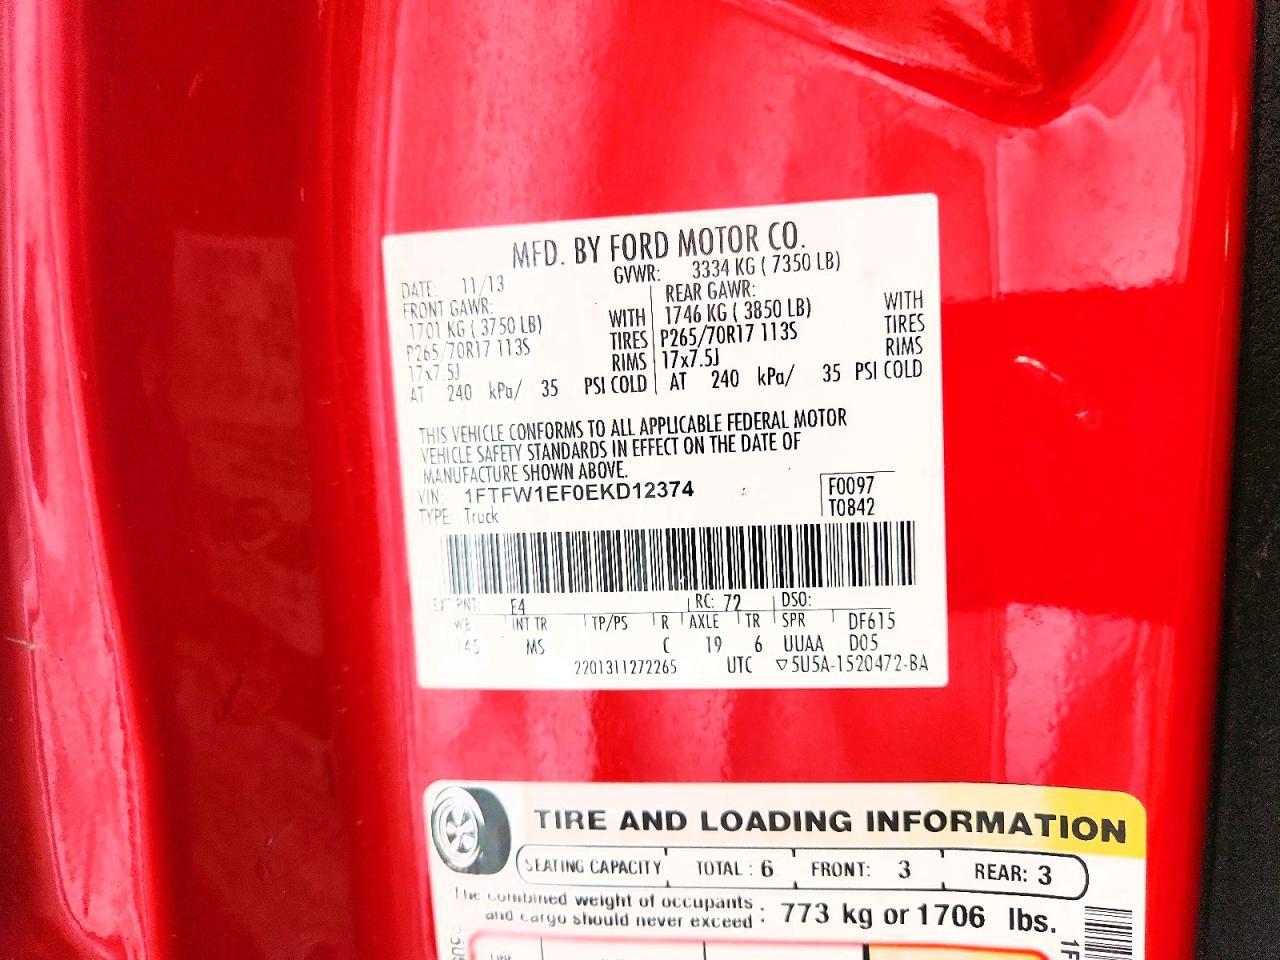 MFD. BY FORD MOTOR CO.
DATE: 11/13 GVWR: 3334 KG ( 7350 LB)
FRONT GAWR: REAR GAWR:
1701 KG ( 3750 LB) WITH 1746 KG ( 3850 LB) WITH
P265/70R17 113S TIRES P265/70R17 113S TIRES
17x7.5J RIMS 17x7.5J RIMS
AT 240 kPa/ 35 PSI COLD AT 240 kPa/ 35 PSI COLD
THIS VEHICLE CONFORMS TO ALL APPLICABLE FEDERAL MOTOR
VEHICLE SAFETY STANDARDS IN EFFECT ON THE DATE OF
MANUFACTURE SHOWN ABOVE.
VIN: 1FTFW1EF0EKD12374 F0097
TYPE: Truck T0842
EXT PNT: E4 RC: 72 DSO:
WB INT TR TP/PS R AXLE TR SPR DF615
145 MS C 19 6 UUAA D05
2201311272265 UTC ▽5U5A-1520472-BA
TIRE AND LOADING INFORMATION
SEATING CAPACITY TOTAL : 6 FRONT: 3 REAR: 3
The combined weight of occupants
and cargo should never exceed : 773 kg or 1706 lbs.
1F